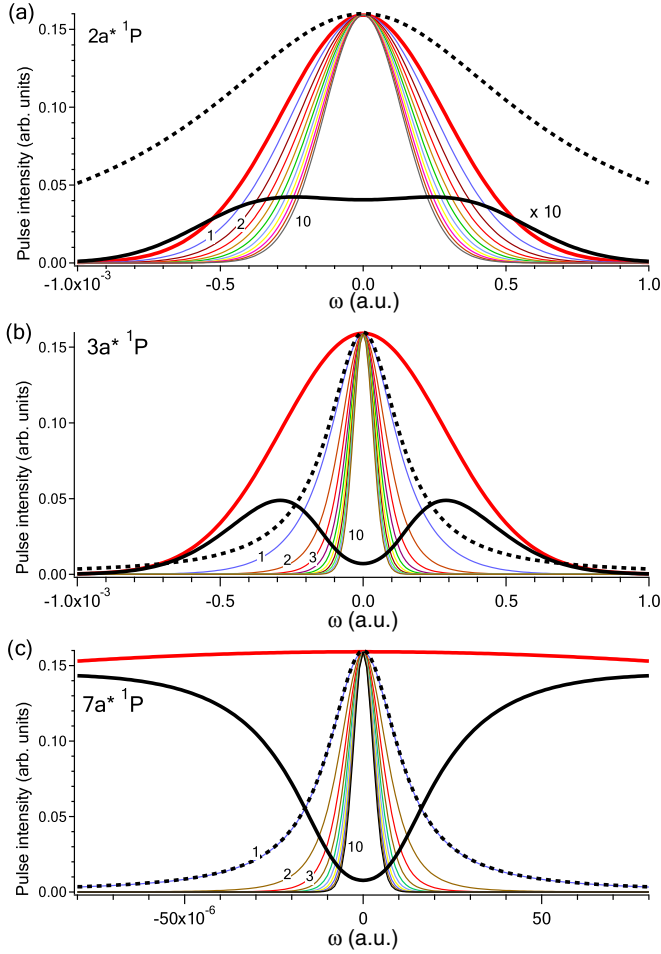 (a)
2a* ¹P
Pulse intensity (arb. units)
0.15
0.10
0.05
0.00
1
2
10
x 10
-1.0x10⁻³
-0.5
0.0
0.5
1.0
ω (a.u.)
(b)
3a* ¹P
Pulse intensity (arb. units)
0.15
0.10
0.05
0.00
1
2
3
10
-1.0x10⁻³
-0.5
0.0
0.5
1.0
ω (a.u.)
(c)
7a* ¹P
Pulse intensity (arb. units)
0.15
0.10
0.05
0.00
1
2
3
10
-50x10⁻⁶
0
50
ω (a.u.)